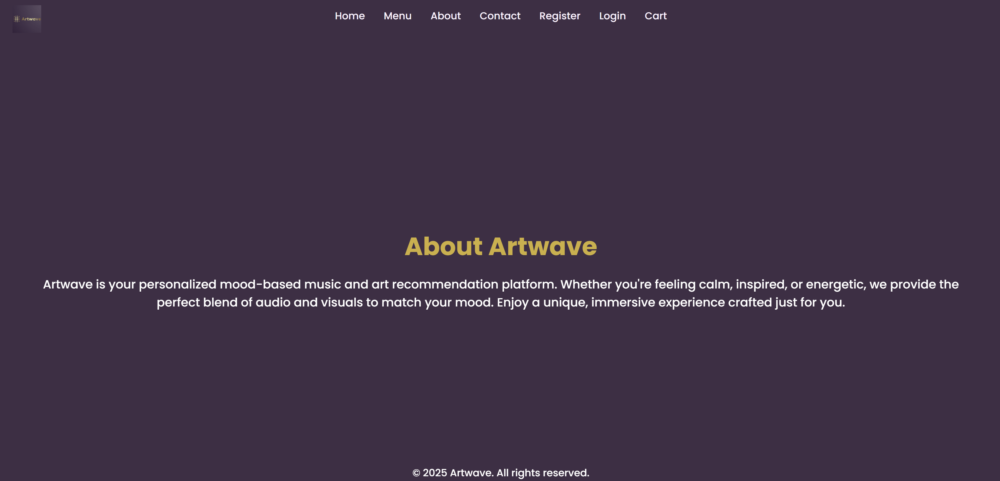 Artwave
Home Menu About Contact Register Login Cart
About Artwave
Artwave is your personalized mood-based music and art recommendation platform. Whether you're feeling calm, inspired, or energetic, we provide the
perfect blend of audio and visuals to match your mood. Enjoy a unique, immersive experience crafted just for you.
© 2025 Artwave. All rights reserved.